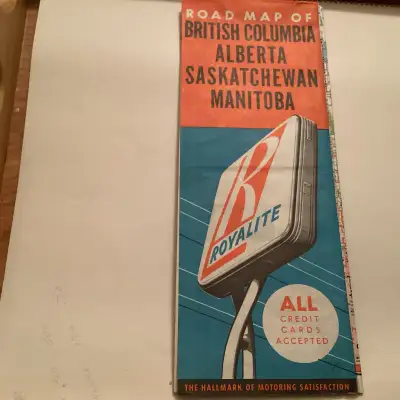 ROAD MAP OF
BRITISH COLUMBIA
ALBERTA
SASKATCHEWAN
MANITOBA
R
ROYALITE
ALL
CREDIT
CARDS
ACCEPTED
THE HALLMARK OF MOTORING SATISFACTION